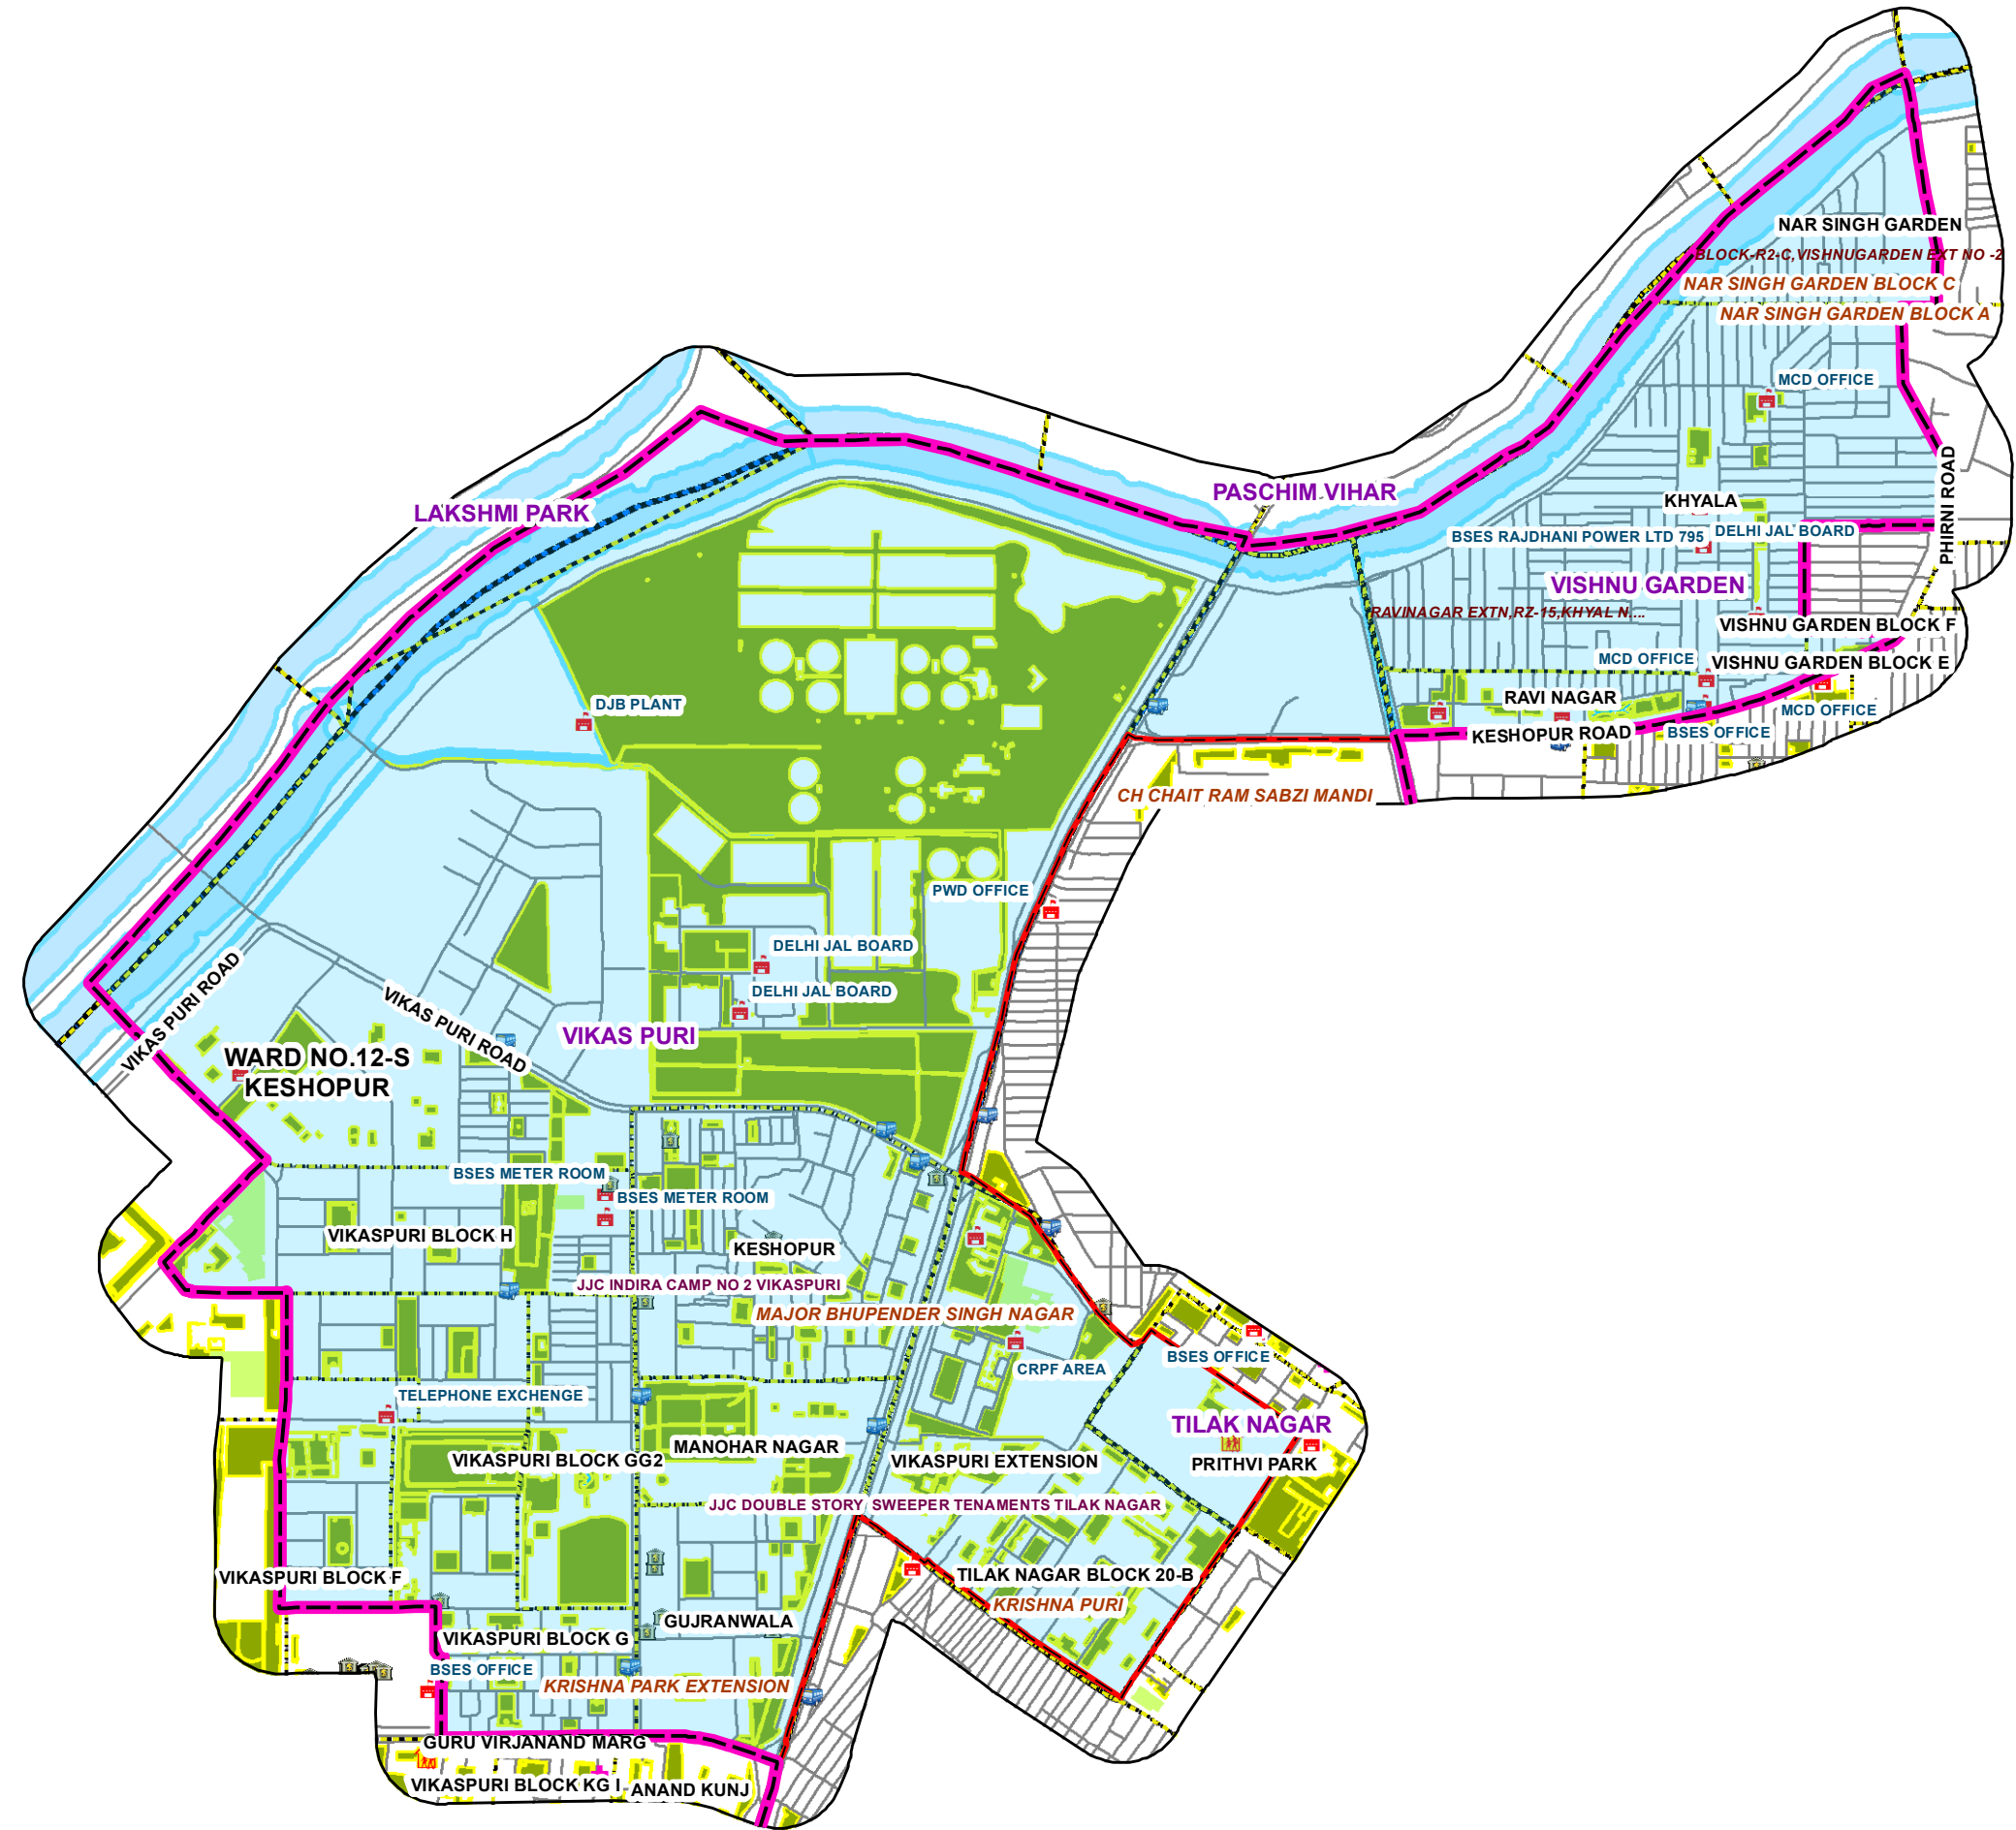 NAR SINGH GARDEN
BLOCK-R2-C,VISHNUGARDEN EXT NO -2
NAR SINGH GARDEN BLOCK C
NAR SINGH GARDEN BLOCK A
MCD OFFICE
PHIRNI ROAD
PASCHIM VIHAR
LAKSHMI PARK
KHYALA
BSES RAJDHANI POWER LTD 795
DELHI JAL BOARD
VISHNU GARDEN
RAVINAGAR EXTN,RZ-15,KHYAL N....
VISHNU GARDEN BLOCK F
MCD OFFICE
VISHNU GARDEN BLOCK E
RAVI NAGAR
MCD OFFICE
KESHOPUR ROAD
BSES OFFICE
DJB PLANT
CH CHAIT RAM SABZI MANDI
PWD OFFICE
DELHI JAL BOARD
DELHI JAL BOARD
VIKAS PURI ROAD
VIKAS PURI ROAD
VIKAS PURI
WARD NO.12-S
KESHOPUR
BSES METER ROOM
BSES METER ROOM
VIKASPURI BLOCK H
KESHOPUR
JJC INDIRA CAMP NO 2 VIKASPURI
MAJOR BHUPENDER SINGH NAGAR
CRPF AREA
BSES OFFICE
TELEPHONE EXCHENGE
TILAK NAGAR
MANOHAR NAGAR
VIKASPURI BLOCK GG2
VIKASPURI EXTENSION
PRITHVI PARK
JJC DOUBLE STORY SWEEPER TENAMENTS TILAK NAGAR
VIKASPURI BLOCK F
TILAK NAGAR BLOCK 20-B
KRISHNA PURI
GUJRANWALA
VIKASPURI BLOCK G
BSES OFFICE
KRISHNA PARK EXTENSION
GURU VIRJANAND MARG
VIKASPURI BLOCK KG I
ANAND KUNJ